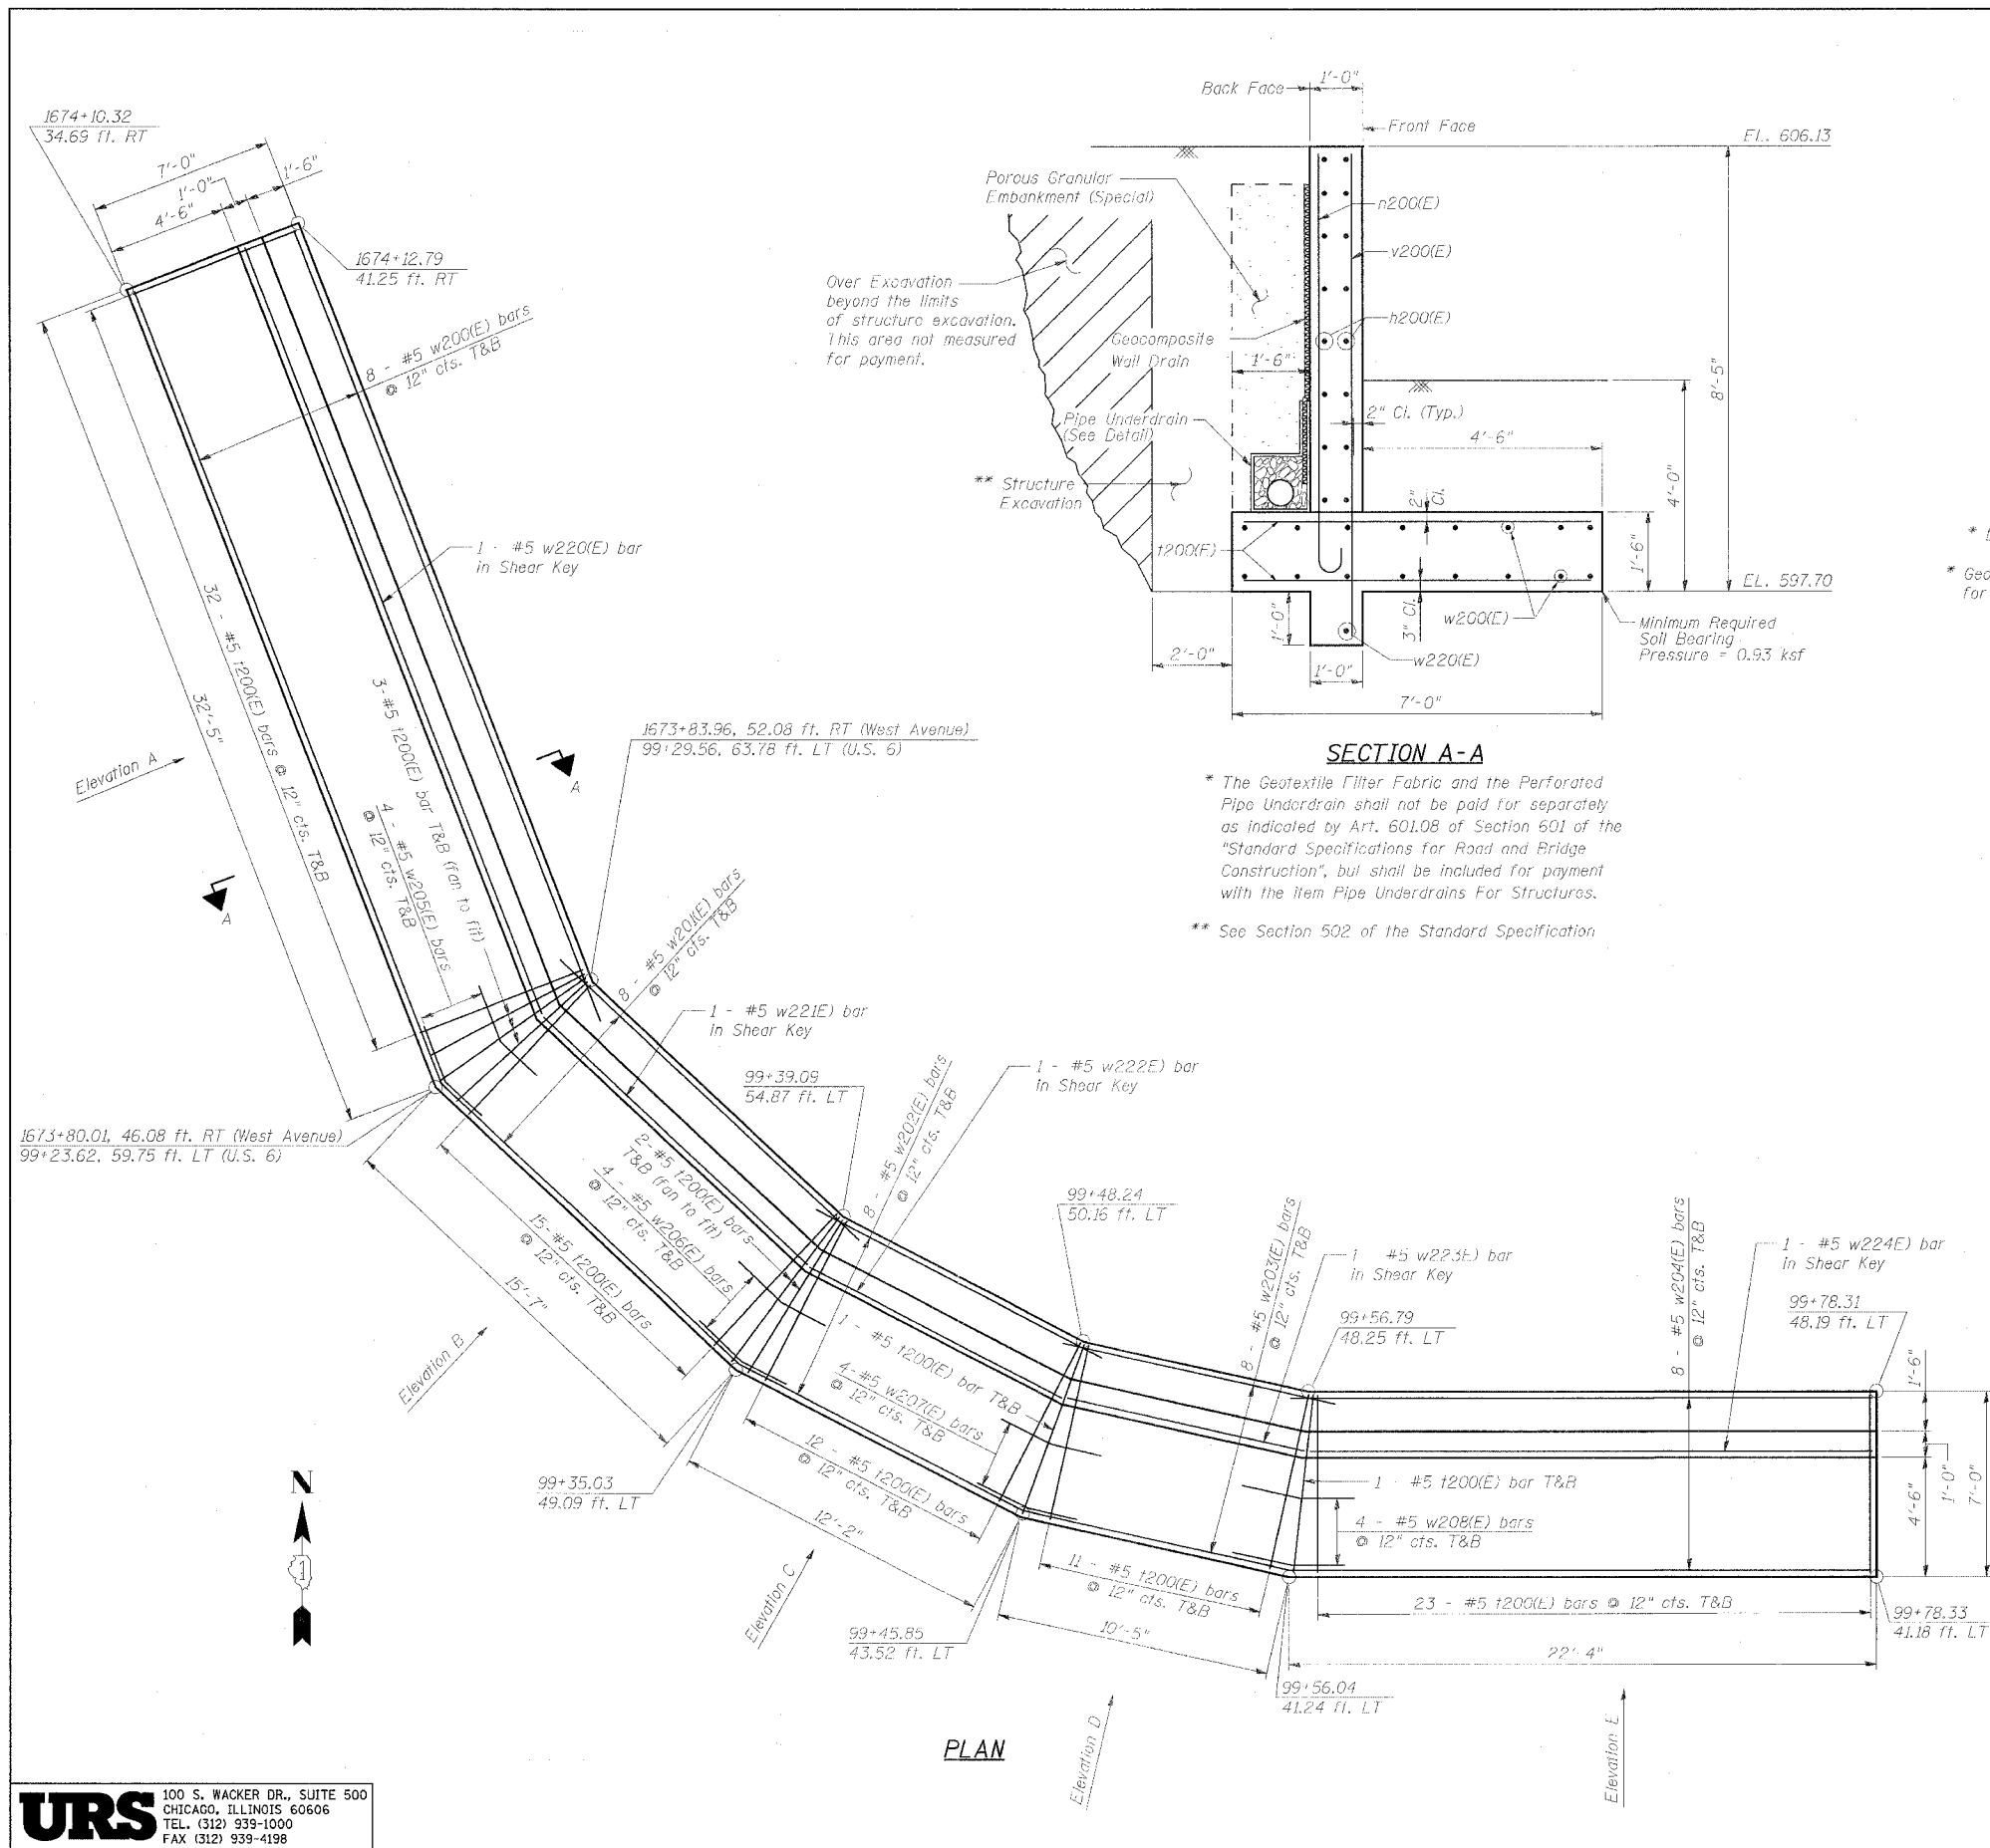 1674+10.32
34.69 ft. RT
7'-0"
1'-0"
1'-6"
4'-6"
1674+12.79
41.25 ft. RT
8 - #5 w200(E) bars
@ 12" cts. T&B
1 - #5 w220(E) bar
in Shear Key
32 - #5 t200(E) bars @ 12" cts. T&B
32'-5"
3-#5 t200(E) bar T&B (fan to fit)
4 - #5 w205(E) bars
@ 12" cts. T&B
Elevation A
A
A
1673+83.96, 52.08 ft. RT (West Avenue)
99+29.56, 63.78 ft. LT (U.S. 6)
8 - #5 w201(E) bars
@ 12" cts. T&B
1 - #5 w221E) bar
in Shear Key
1673+80.01, 46.08 ft. RT (West Avenue)
99+23.62, 59.75 ft. LT (U.S. 6)
99+39.09
54.87 ft. LT
8 - #5 w202(E) bars
@ 12" cts. T&B
1 - #5 w222E) bar
in Shear Key
2-#5 t200(E) bars
T&B (fan to fit)
4 - #5 w206(E) bars
@ 12" cts. T&B
15-#5 t200(E) bars
@ 12" cts. T&B
15'-7"
Elevation B
99+48.24
50.16 ft. LT
8 - #5 w203(E) bars
@ 12" cts. T&B
1 #5 w223E) bar
in Shear Key
1 - #5 t200(E) bar T&B
4-#5 w207(E) bars
@ 12" cts. T&B
12 - #5 t200(E) bars
@ 12" cts. T&B
12'-2"
99+35.03
49.09 ft. LT
Elevation C
99+56.79
48.25 ft. LT
8 - #5 w204(E) bars
@ 12" cts. T&B
1 - #5 w224E) bar
in Shear Key
99+78.31
48.19 ft. LT
1'-6"
1'-0"
4'-6"
7'-0"
1 #5 t200(E) bar T&B
4 - #5 w208(E) bars
@ 12" cts. T&B
11 - #5 t200(E) bars
@ 12" cts. T&B
10'-5"
99+45.85
43.52 ft. LT
23 - #5 t200(E) bars @ 12" cts. T&B
22'-4"
99+78.33
41.18 ft. LT
99+56.04
41.24 ft. LT
Elevation D
Elevation E
N
1
PLAN
Back Face
1'-0"
Front Face
EL. 606.13
Porous Granular
Embankment (Special)
n200(E)
v200(E)
Over Excavation
beyond the limits
of structure excavation.
This area not measured
for payment.
h200(E)
Geocomposite
Wall Drain
1'-6"
8'-5"
2" Cl. (Typ.)
Pipe Underdrain
(See Detail)
4'-6"
4'-0"
** Structure
Excavation
2"
Cl.
t200(E)
1'-6"
EL. 597.70
1'-0"
3" Cl.
w200(E)
Minimum Required
Soil Bearing
Pressure = 0.93 ksf
2'-0"
w220(E)
1'-0"
7'-0"
* Geo
for
SECTION A-A
* The Geotextile Filter Fabric and the Perforated
Pipe Underdrain shall not be paid for separately
as indicated by Art. 601.08 of Section 601 of the
"Standard Specifications for Road and Bridge
Construction", but shall be included for payment
with the item Pipe Underdrains For Structures.
** See Section 502 of the Standard Specification
URS
100 S. WACKER DR., SUITE 500
CHICAGO, ILLINOIS 60606
TEL. (312) 939-1000
FAX (312) 939-4198